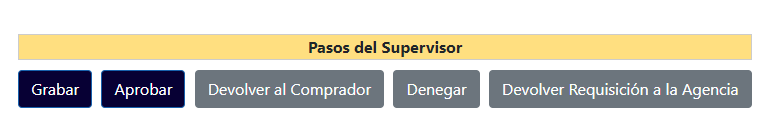 Pasos del Supervisor
Grabar Aprobar Devolver al Comprador Denegar Devolver Requisición a la Agencia